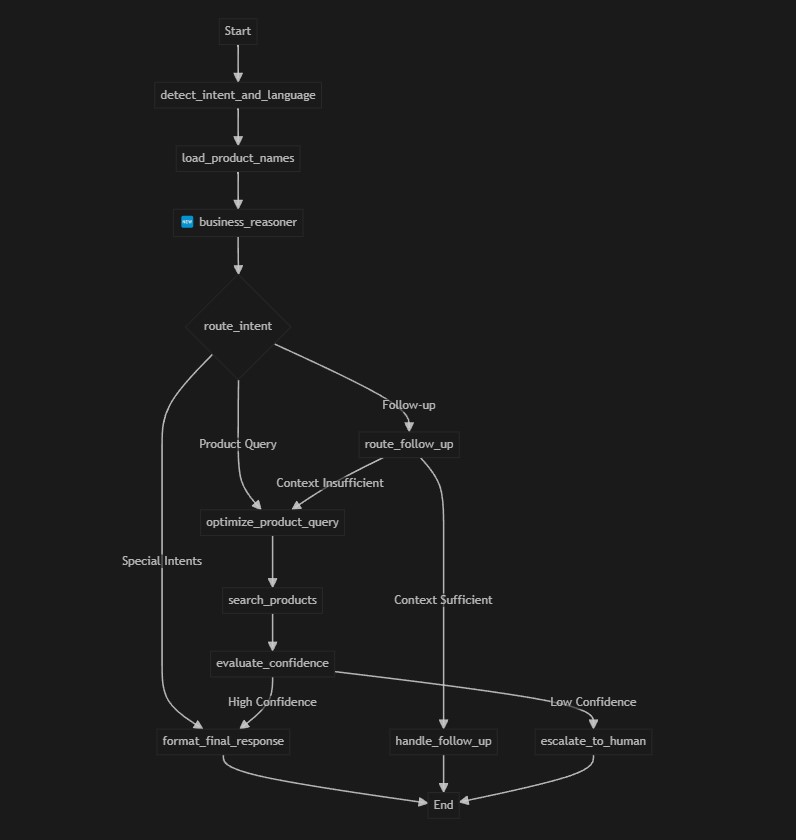 Start
detect_intent_and_language
load_product_names
NEW business_reasoner
route_intent
Follow-up
Product Query
route_follow_up
Context Insufficient
optimize_product_query
Special Intents
search_products
Context Sufficient
evaluate_confidence
High Confidence
Low Confidence
format_final_response
handle_follow_up
escalate_to_human
End